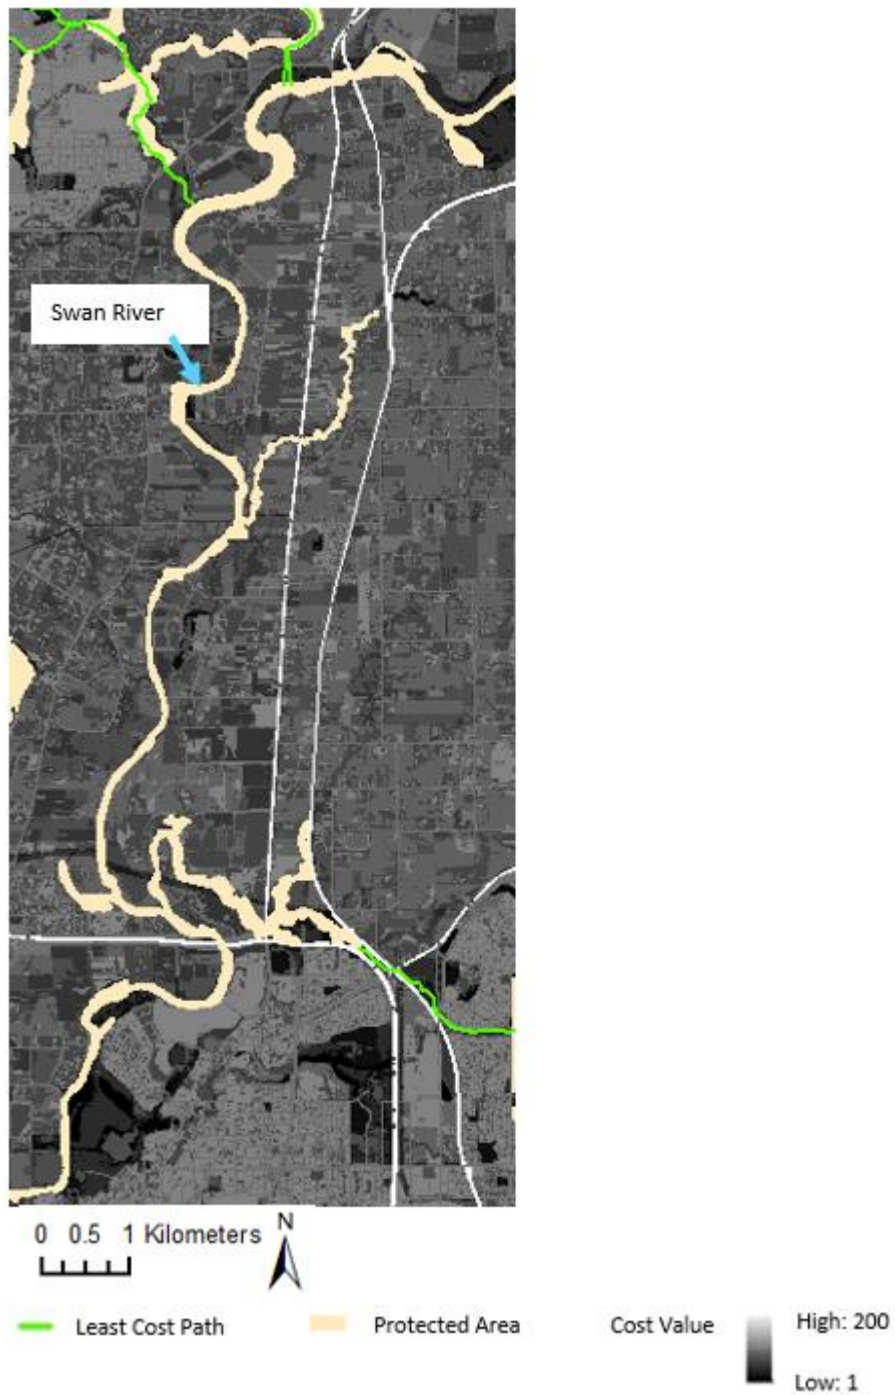 Swan River
0 0.5 1 Kilometers
N
Least Cost Path
Protected Area
Cost Value
High: 200
Low: 1